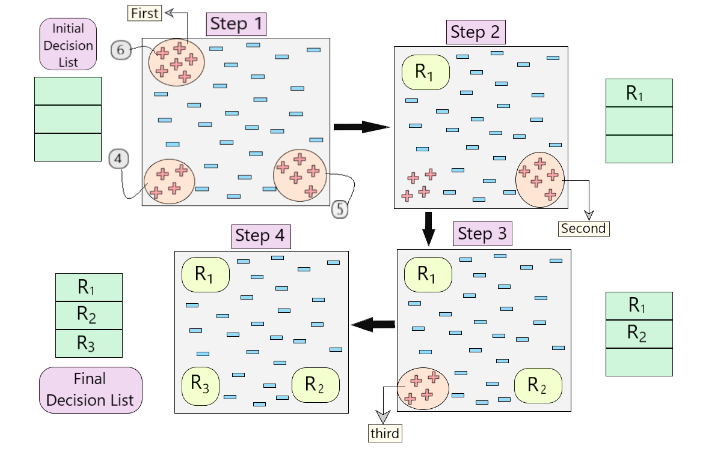 First
Step 1
Initial
Decision
List
6
4
5
Step 2
R1
R1
Second
Step 3
R1
R2
third
R1
R2
Step 4
R1
R3
R2
R1
R2
R3
Final
Decision List